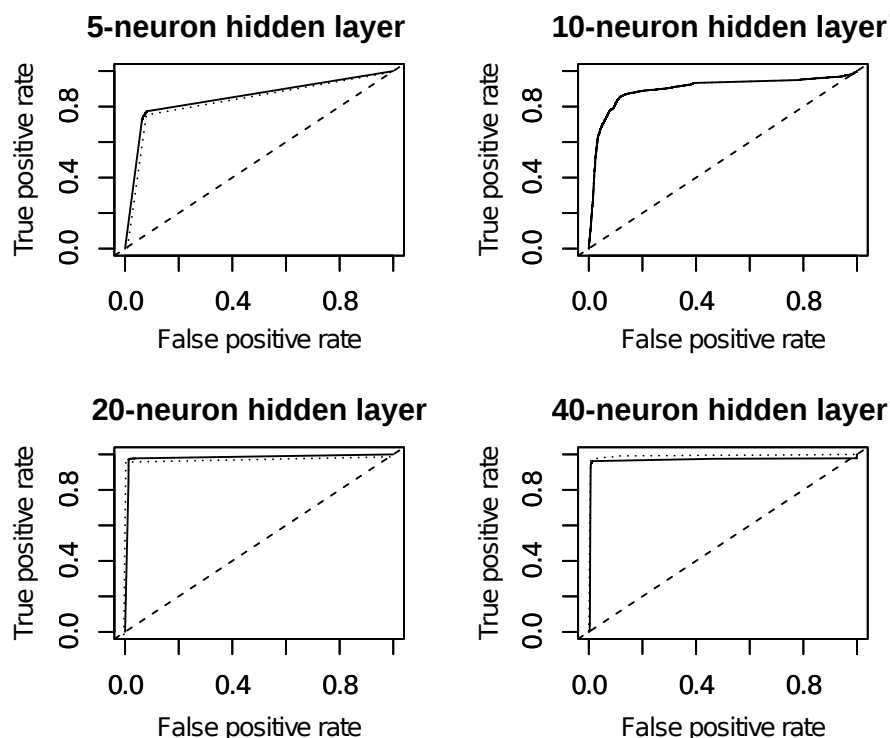 5-neuron hidden layer
True positive rate
0.0 0.4 0.8
0.0 0.4 0.8
False positive rate
10-neuron hidden layer
True positive rate
0.0 0.4 0.8
0.0 0.4 0.8
False positive rate
20-neuron hidden layer
True positive rate
0.0 0.4 0.8
0.0 0.4 0.8
False positive rate
40-neuron hidden layer
True positive rate
0.0 0.4 0.8
0.0 0.4 0.8
False positive rate